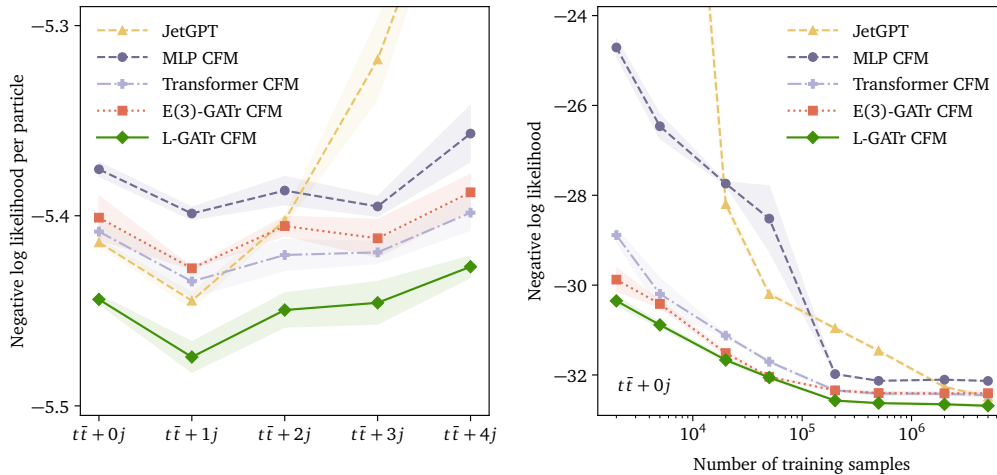 Negative log likelihood per particle
−5.3
−5.4
−5.5
JetGPT
MLP CFM
Transformer CFM
E(3)-GATr CFM
L-GATr CFM
tt̄ + 0j
tt̄ + 1j
tt̄ + 2j
tt̄ + 3j
tt̄ + 4j
Negative log likelihood
−24
−26
−28
−30
−32
JetGPT
MLP CFM
Transformer CFM
E(3)-GATr CFM
L-GATr CFM
tt̄ + 0j
10⁴
10⁵
10⁶
Number of training samples